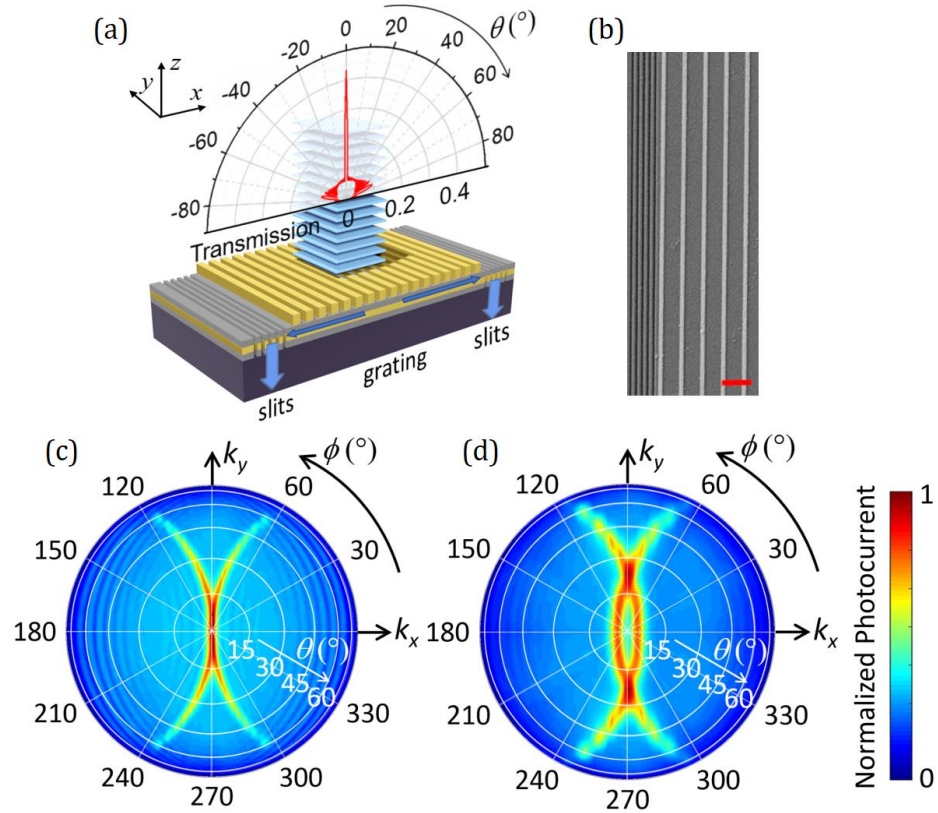 (a)
θ(°)
-80
-60
-40
-20
0
20
40
60
80
z
y
x
Transmission
0
0.2
0.4
slits
grating
slits
(b)
(c)
k_y
ϕ(°)
120
60
150
30
180
k_x
15
30
45
60
θ(°)
210
330
240
300
270
(d)
k_y
ϕ(°)
120
60
150
30
180
k_x
15
30
45
60
θ(°)
210
330
240
300
270
1
Normalized Photocurrent
0